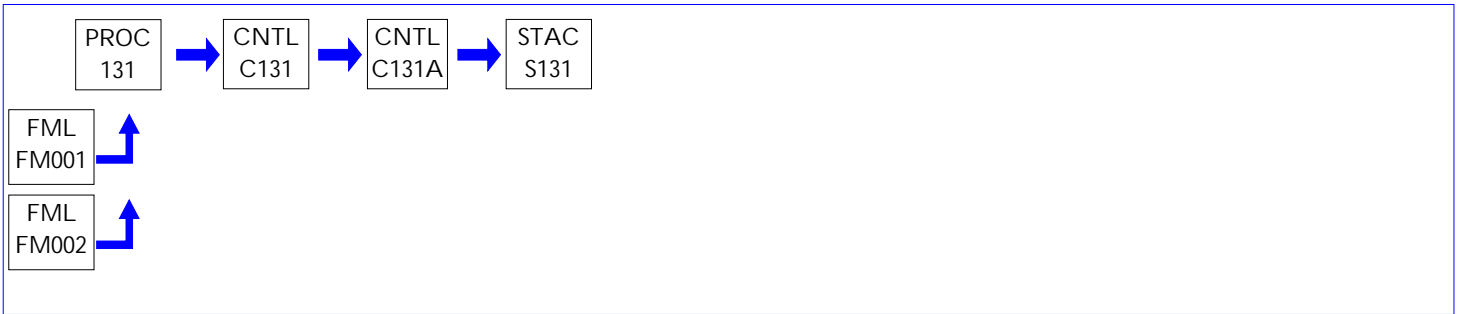 PROC
131
CNTL
C131
CNTL
C131A
STAC
S131
FML
FM001
FML
FM002